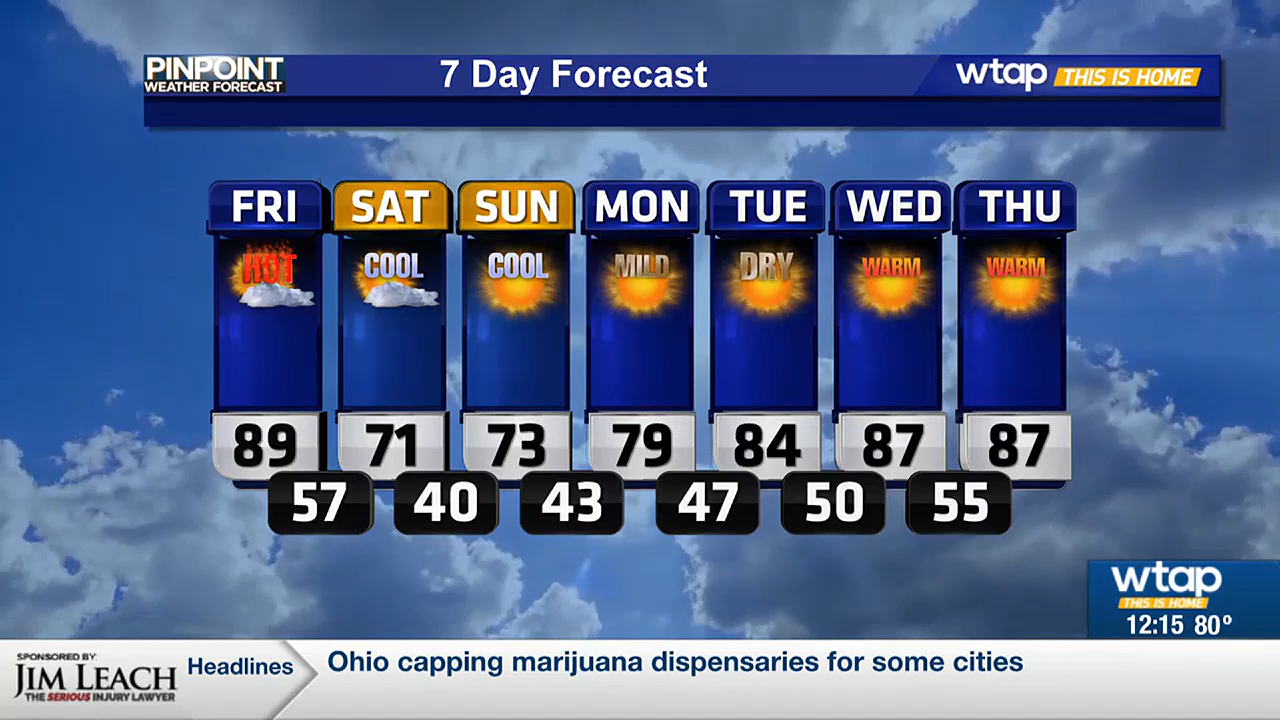 PINPOINT
WEATHER FORECAST
7 Day Forecast
wtap THIS IS HOME
FRI SAT SUN MON TUE WED THU
HOT COOL COOL MILD DRY WARM WARM
89 71 73 79 84 87 87
57 40 43 47 50 55
wtap
THIS IS HOME
12:15 80°
SPONSORED BY:
JIM LEACH
THE SERIOUS INJURY LAWYER
Headlines
Ohio capping marijuana dispensaries for some cities